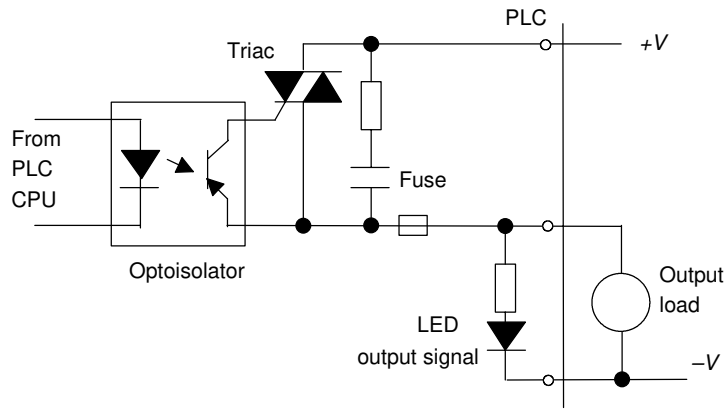 PLC
+V
Triac
From
PLC
CPU
Fuse
Optoisolator
Output
load
LED
output signal
–V